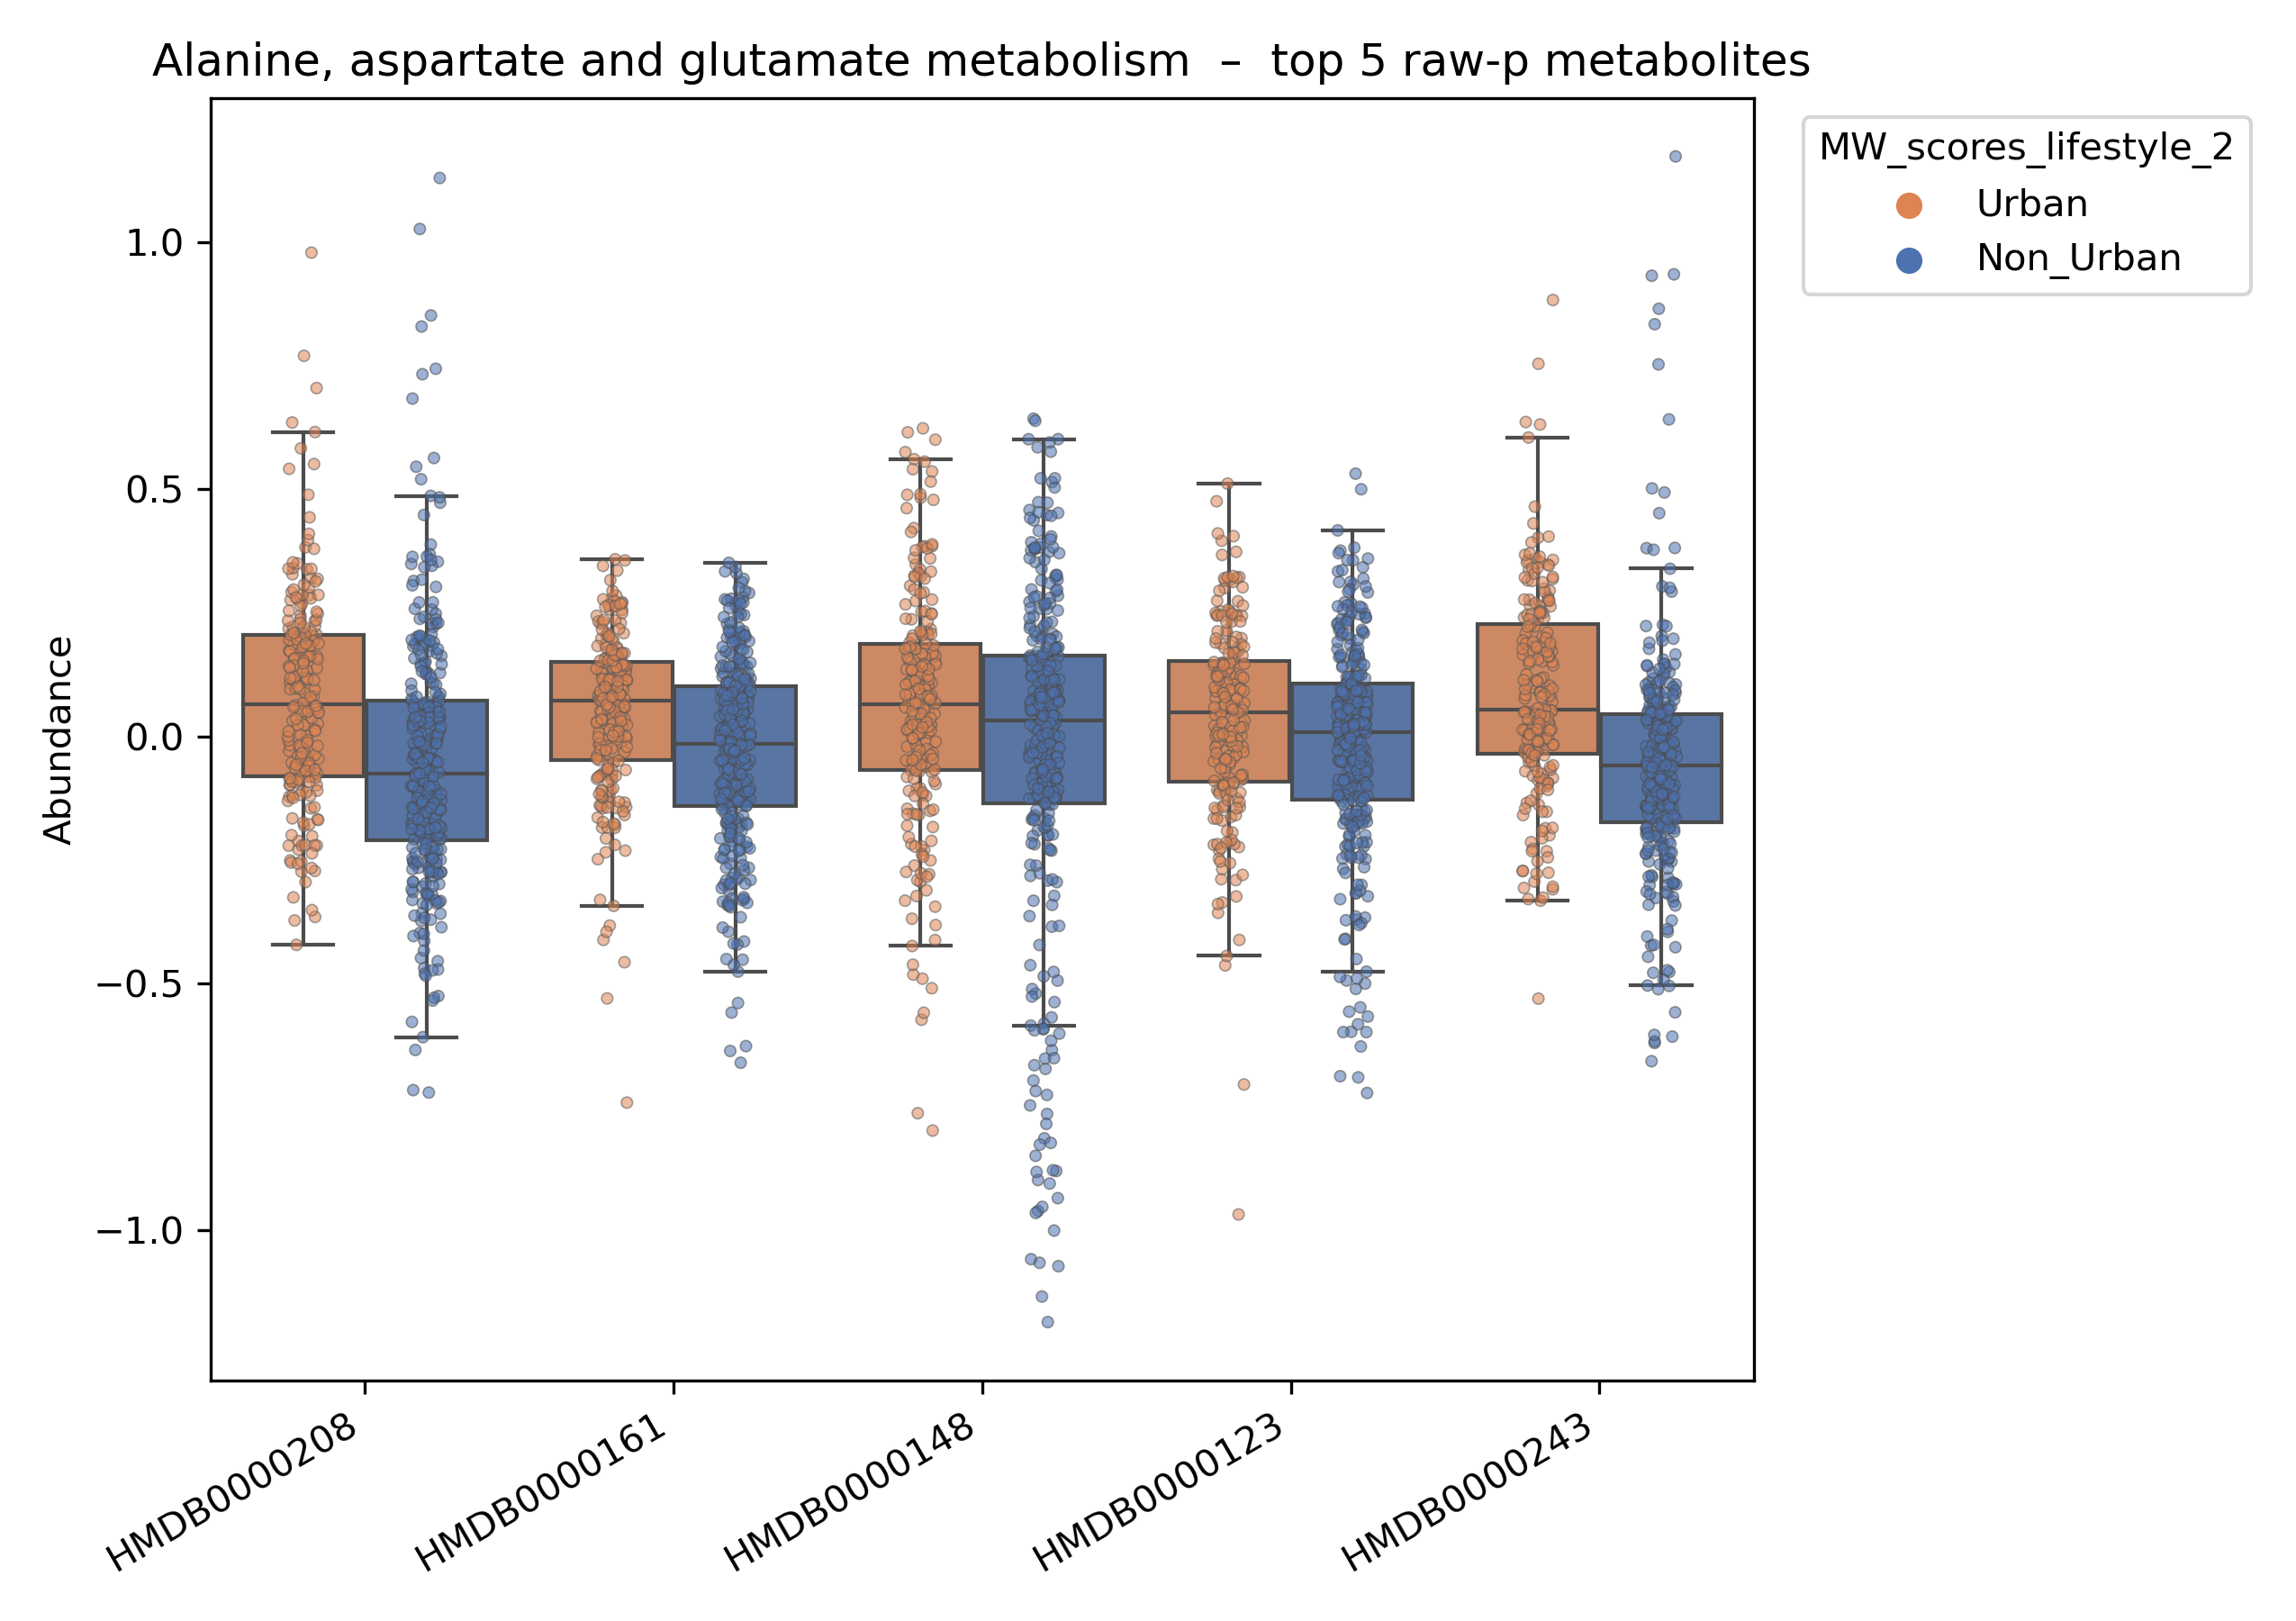 Alanine, aspartate and glutamate metabolism – top 5 raw-p metabolites
MW_scores_lifestyle_2
Urban
Non_Urban
Abundance
1.0
0.5
0.0
−0.5
−1.0
HMDB0000208
HMDB0000161
HMDB0000148
HMDB0000123
HMDB0000243